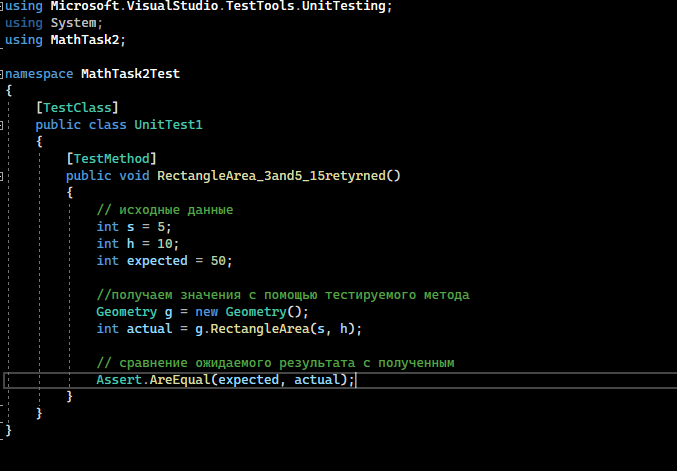 using Microsoft.VisualStudio.TestTools.UnitTesting;
using System;
using MathTask2;
namespace MathTask2Test
{
[TestClass]
public class UnitTest1
{
[TestMethod]
public void RectangleArea_3and5_15retyrned()
{
// исходные данные
int s = 5;
int h = 10;
int expected = 50;
//получаем значения с помощью тестируемого метода
Geometry g = new Geometry();
int actual = g.RectangleArea(s, h);
// сравнение ожидаемого результата с полученным
Assert.AreEqual(expected, actual);
}
}
}